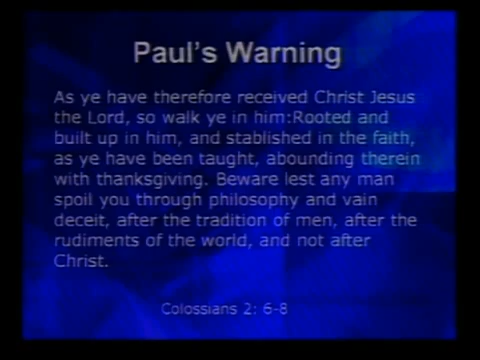 Paul's Warning
As ye have therefore received Christ Jesus
the Lord, so walk ye in him:Rooted and
built up in him, and stablished in the faith,
as ye have been taught, abounding therein
with thanksgiving. Beware lest any man
spoil you through philosophy and vain
deceit, after the tradition of men, after the
rudiments of the world, and not after
Christ.
Colossians 2: 6-8